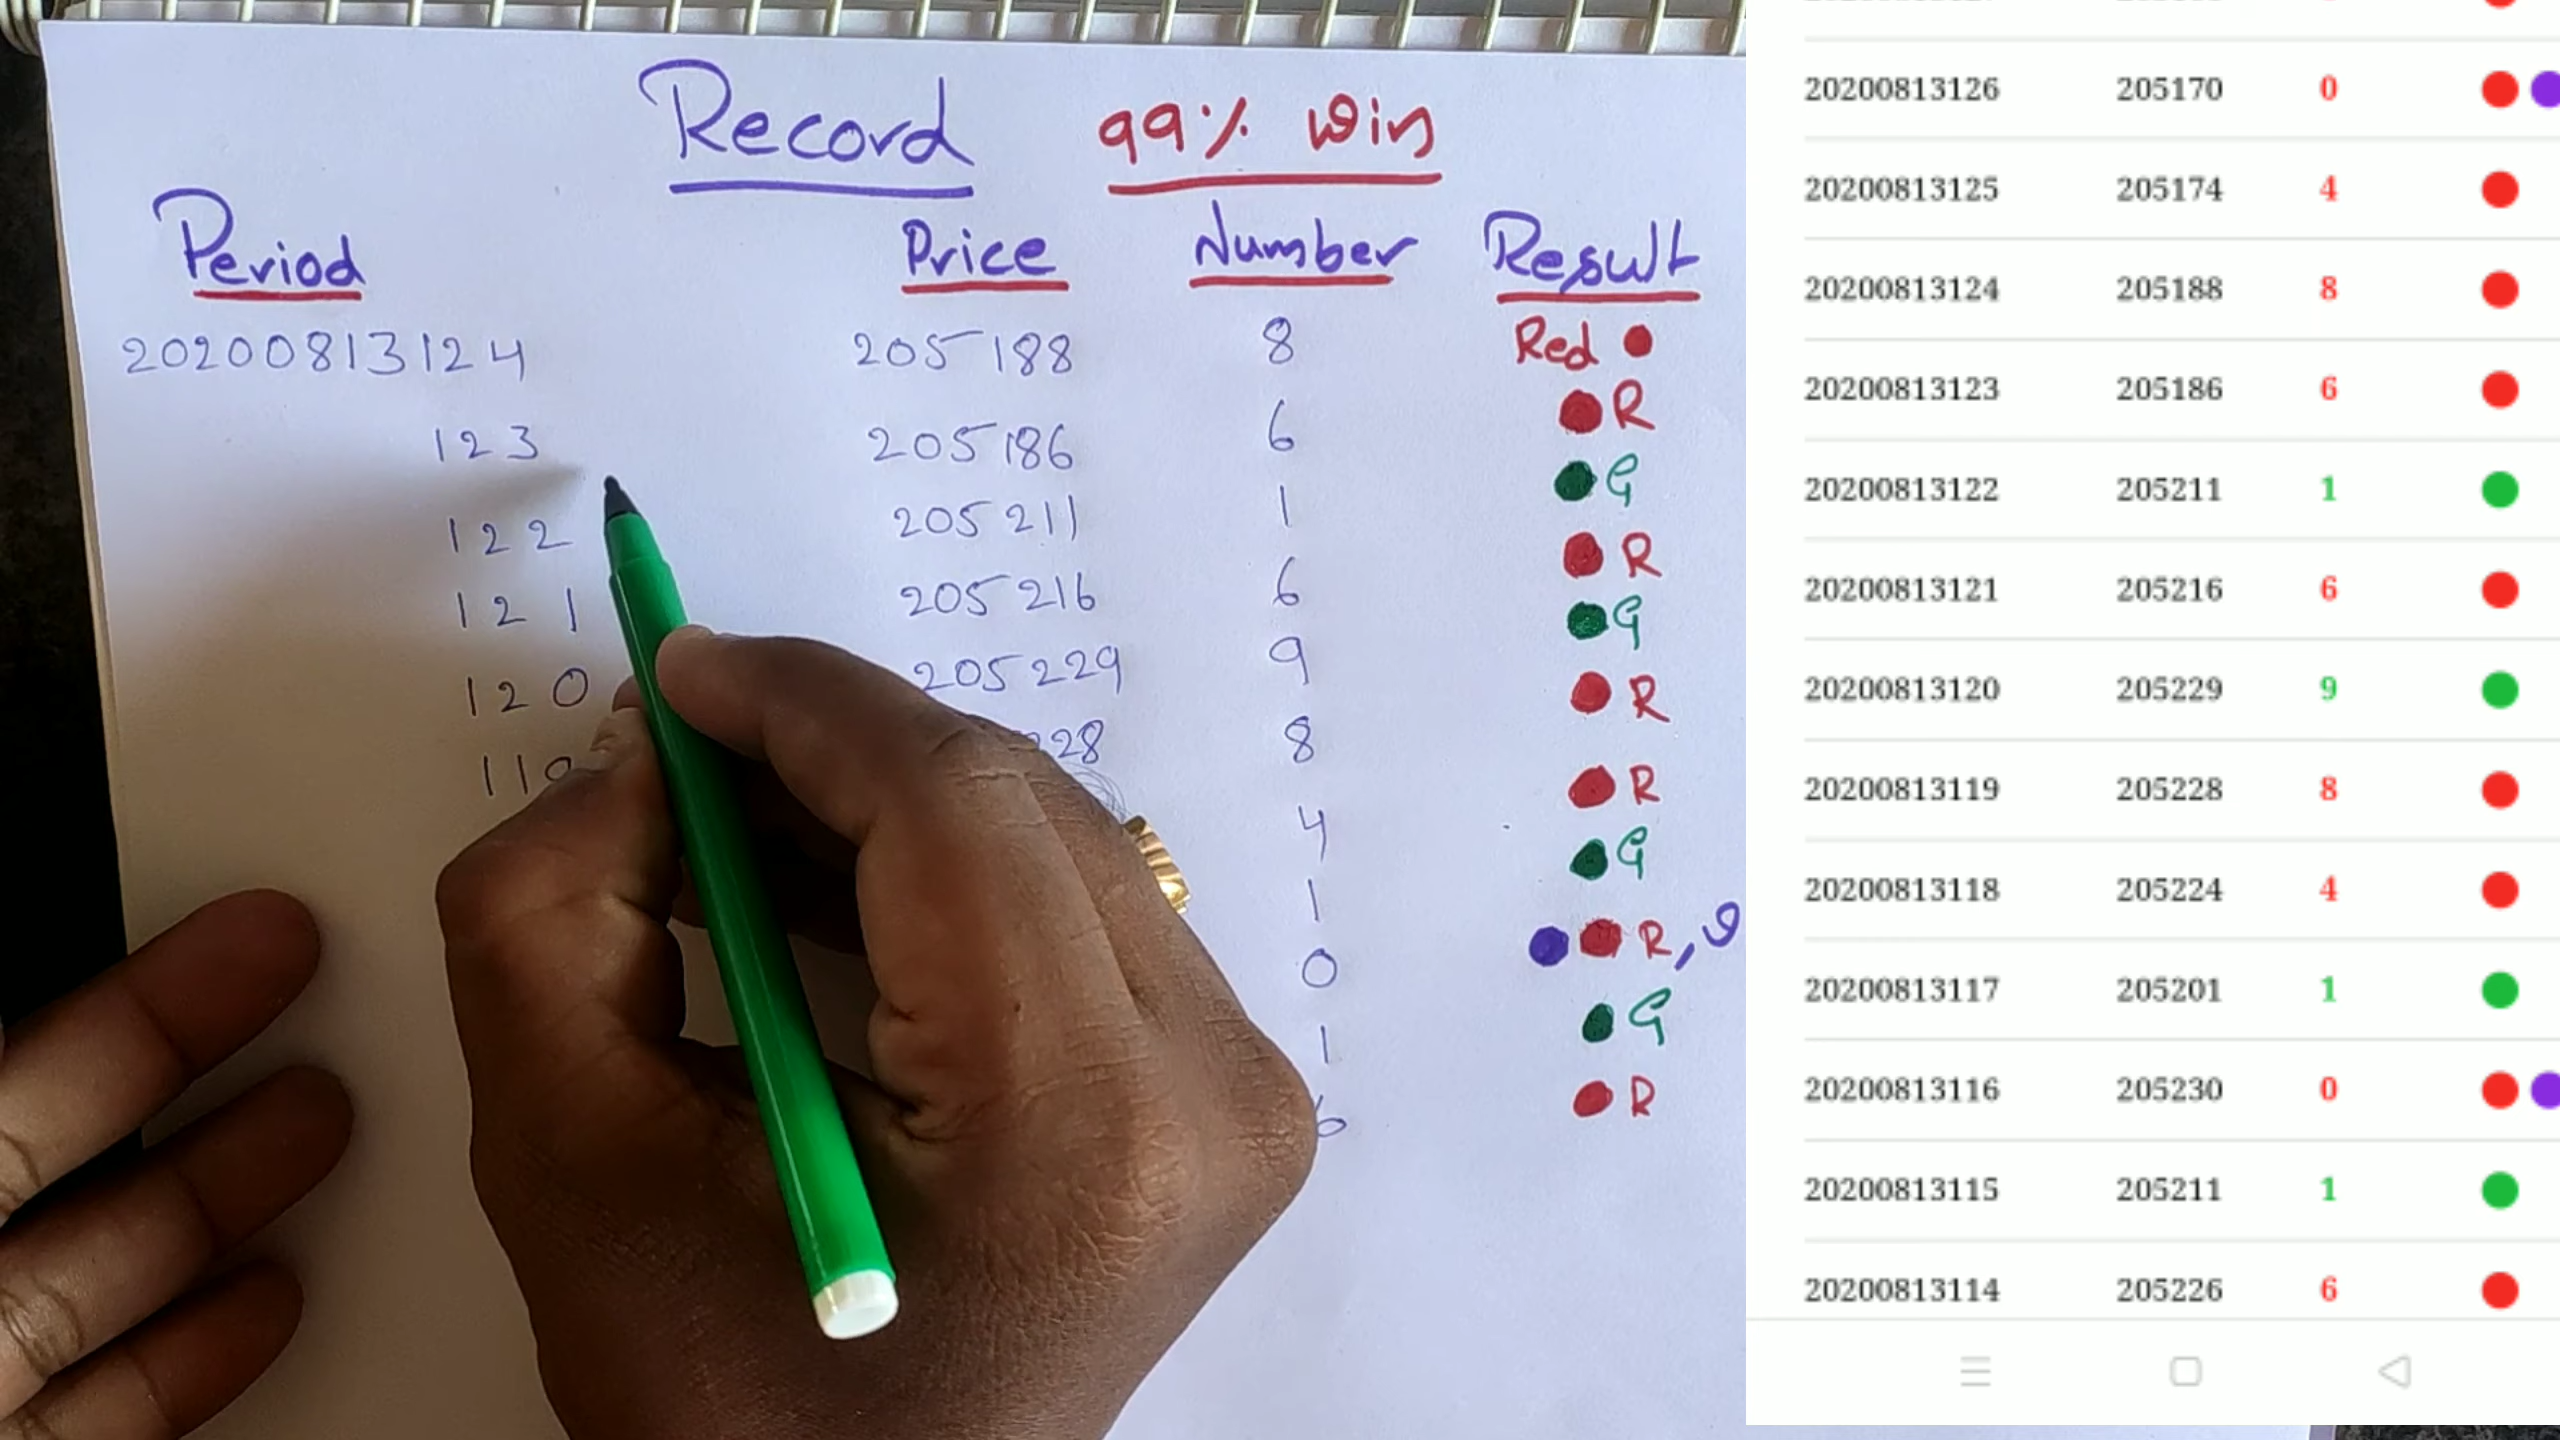 Record 99% Win
Period Price Number Result
20200813124 205188 8 Red
123 205186 6 R
122 205211 1 G
121 205216 6 R
120 205229 9 G
119 228 8 R
4 R
1 G
0 R, V
1 G
6 R
20200813126 205170 0
20200813125 205174 4
20200813124 205188 8
20200813123 205186 6
20200813122 205211 1
20200813121 205216 6
20200813120 205229 9
20200813119 205228 8
20200813118 205224 4
20200813117 205201 1
20200813116 205230 0
20200813115 205211 1
20200813114 205226 6